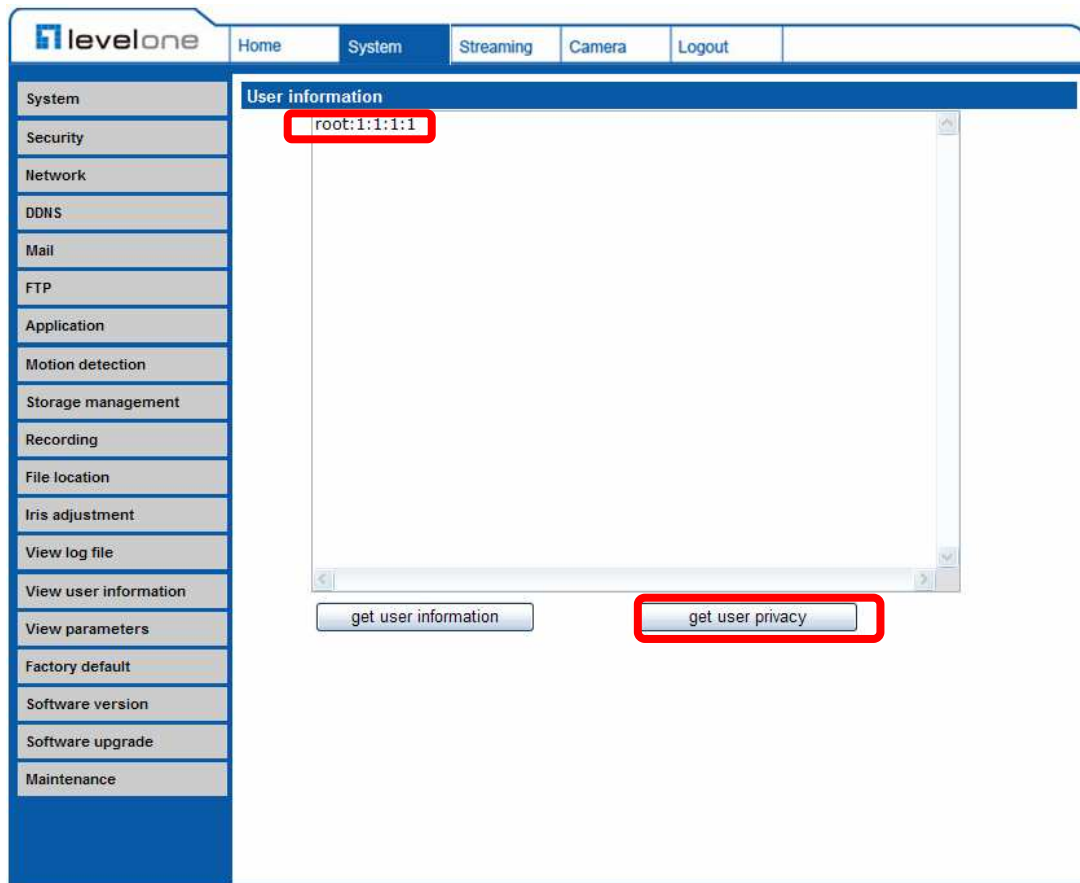 levelone
Home System Streaming Camera Logout
System
Security
Network
DDNS
Mail
FTP
Application
Motion detection
Storage management
Recording
File location
Iris adjustment
View log file
View user information
View parameters
Factory default
Software version
Software upgrade
Maintenance
User information
root:1:1:1:1
get user information get user privacy